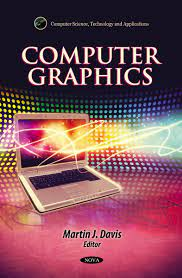 Computer Science, Technology and Applications
COMPUTER
GRAPHICS
Martin J. Davis
Editor
NOVA